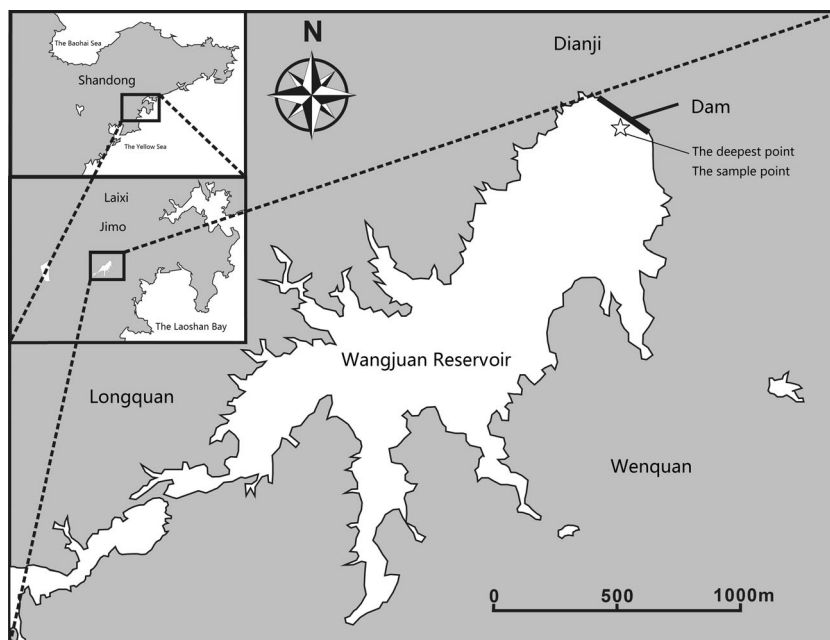 The Baohai Sea
Shandong
The Yellow Sea
Laixi
Jimo
The Laoshan Bay
N
Dianji
Dam
The deepest point
The sample point
Wangjuan Reservoir
Longquan
Wenquan
0 500 1000m